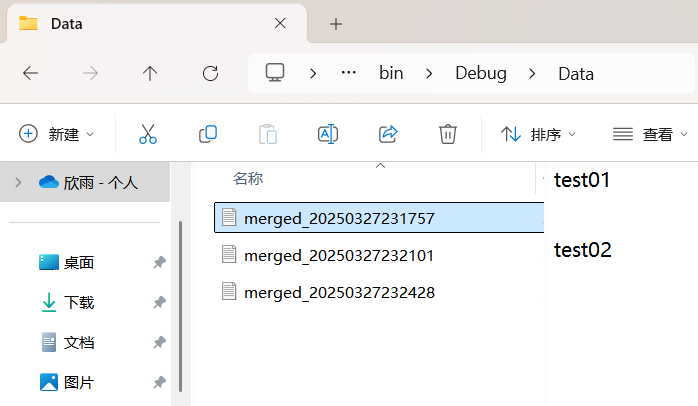 Data
bin
Debug
Data
新建
排序
查看
欣雨 - 个人
名称
test01
merged_20250327231757
test02
merged_20250327232101
桌面
merged_20250327232428
下载
文档
图片